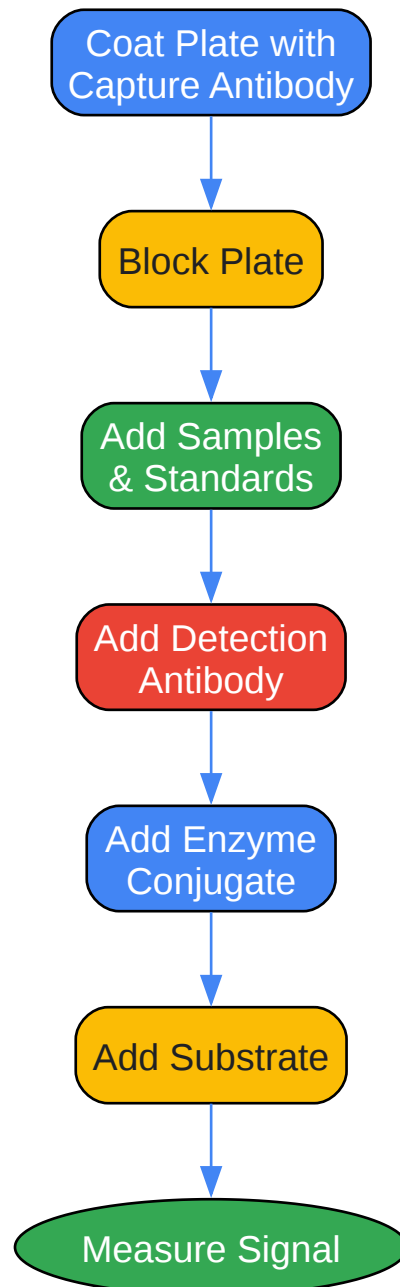 Coat Plate with
Capture Antibody
Block Plate
Add Samples
& Standards
Add Detection
Antibody
Add Enzyme
Conjugate
Add Substrate
Measure Signal